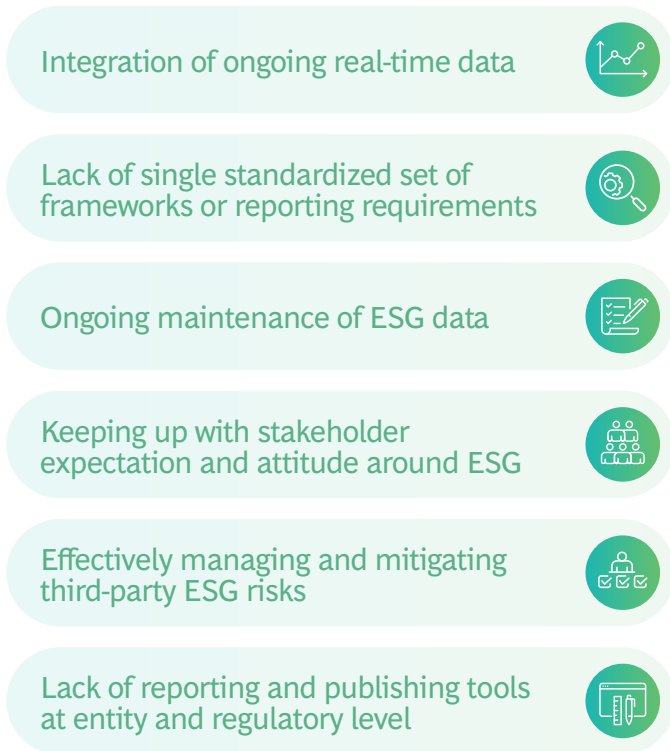 Integration of ongoing real-time data
Lack of single standardized set of
frameworks or reporting requirements
Ongoing maintenance of ESG data
Keeping up with stakeholder
expectation and attitude around ESG
Effectively managing and mitigating
third-party ESG risks
Lack of reporting and publishing tools
at entity and regulatory level